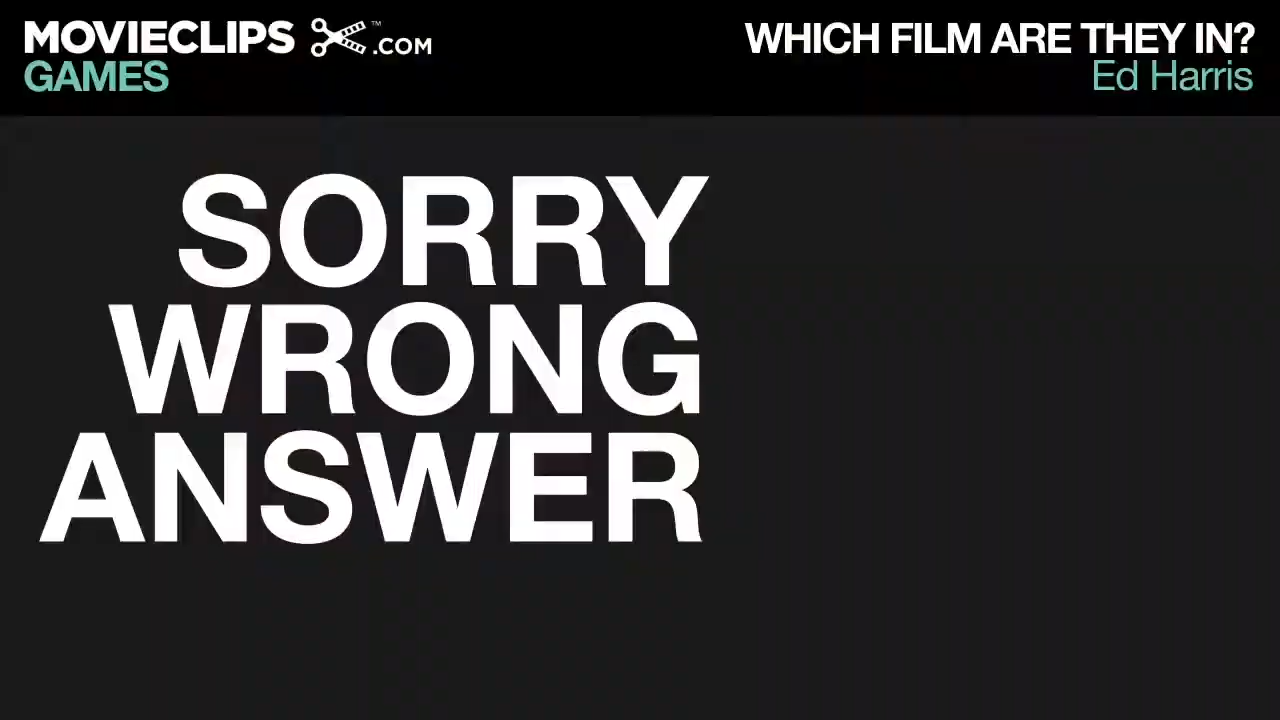 MOVIECLIPS.COM
GAMES
WHICH FILM ARE THEY IN?
Ed Harris
SORRY
WRONG
ANSWER